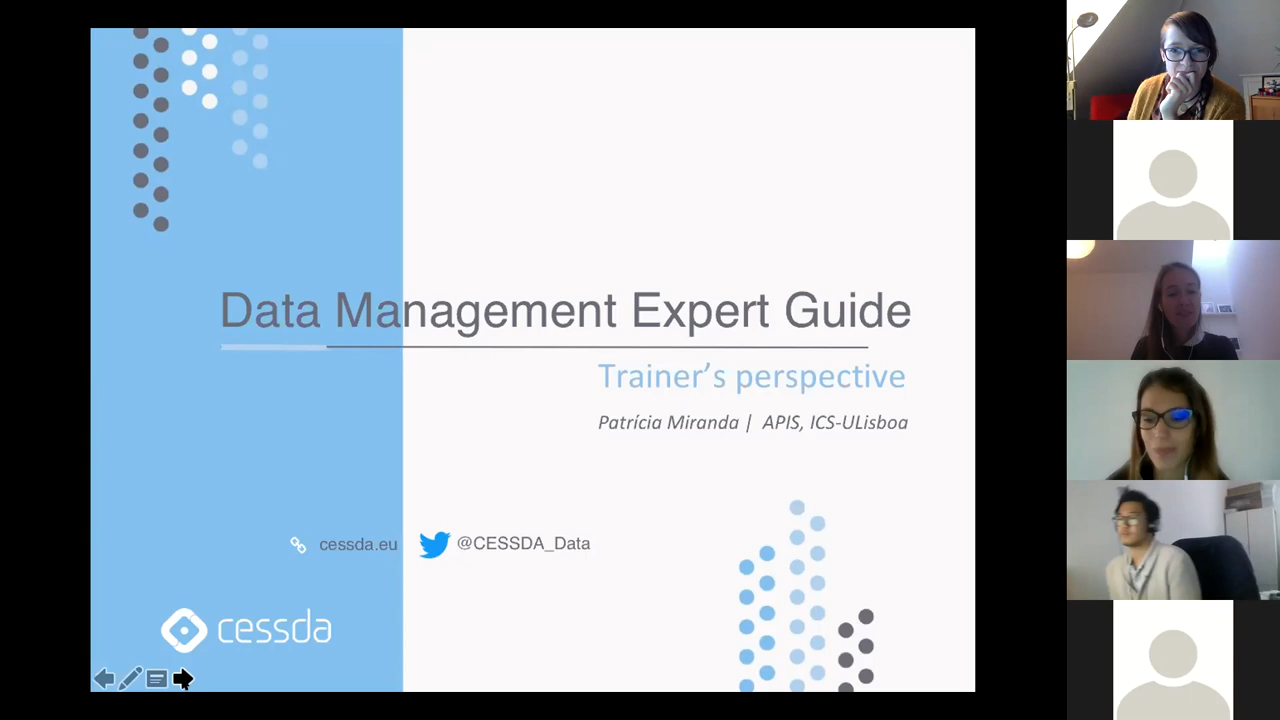 Data Management Expert Guide
Trainer's perspective
Patrícia Miranda | APIS, ICS-ULisboa
cessda.eu
@CESSDA_Data
cessda